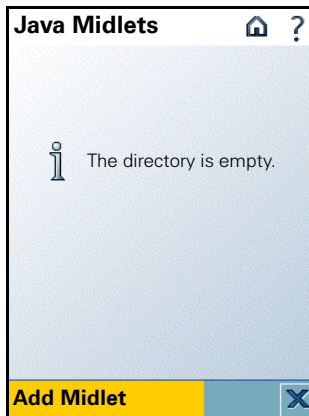 Java Midlets ?
The directory is empty.
Add Midlet